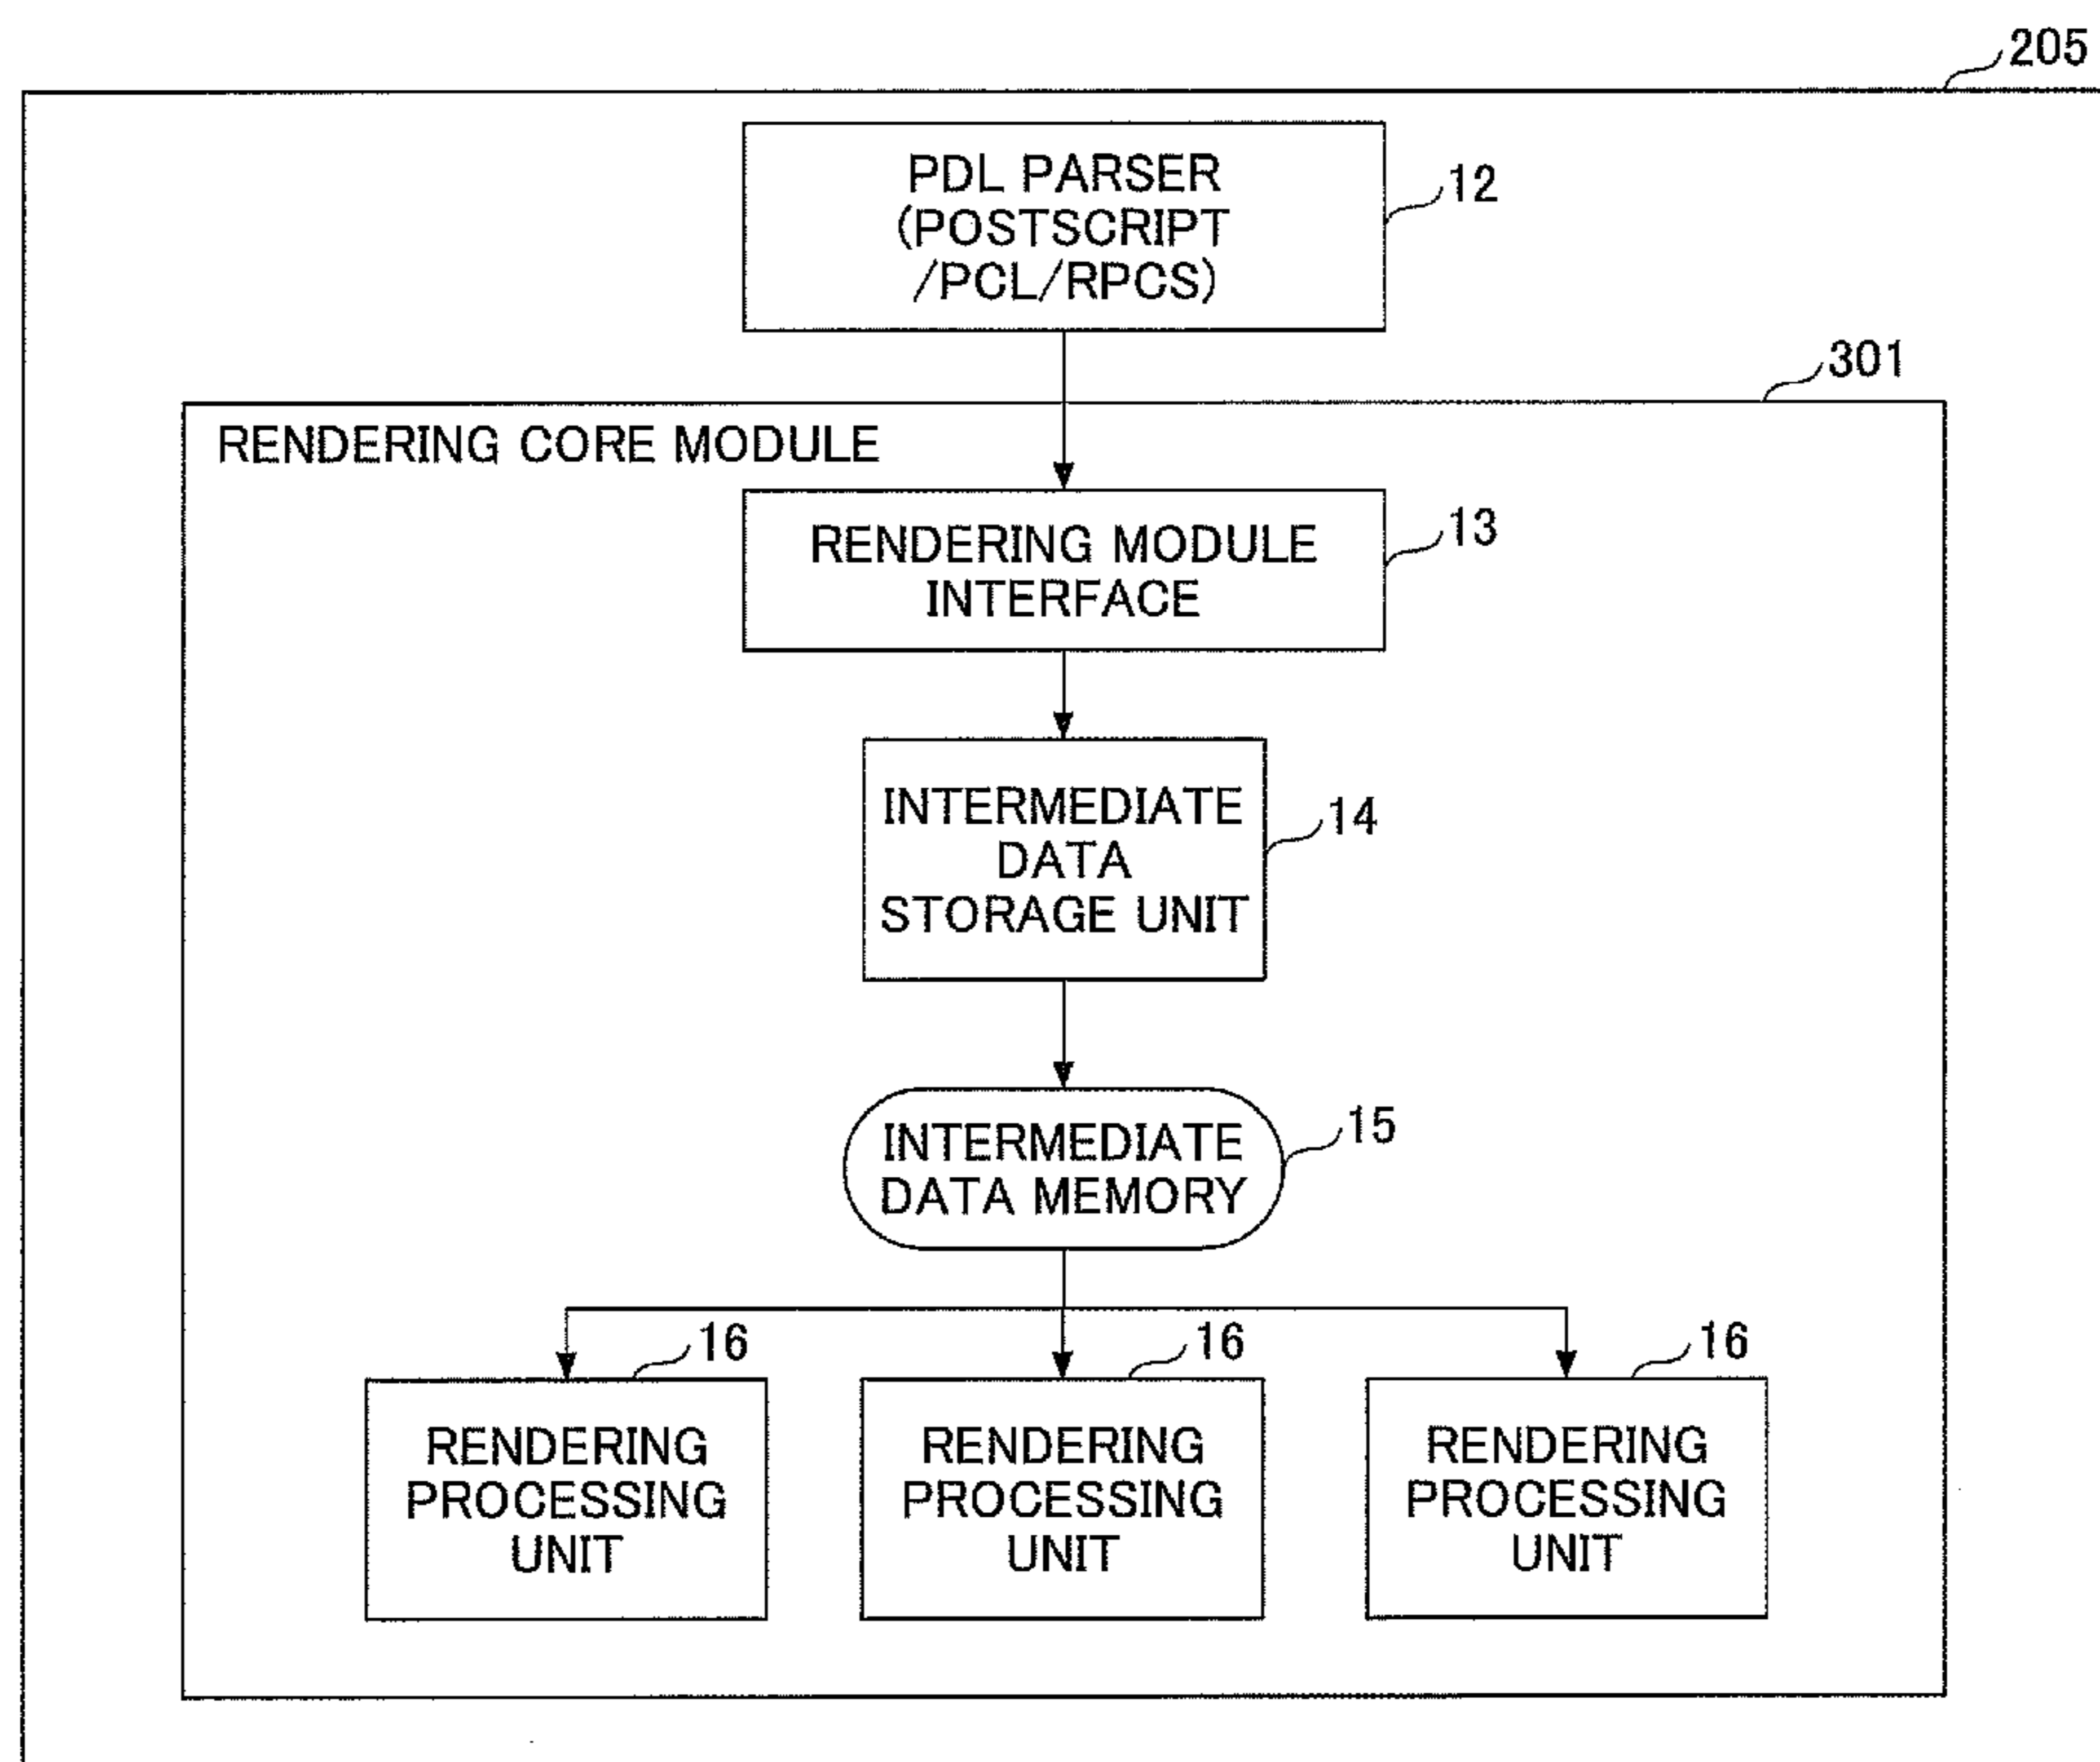 205
PDL PARSER
(POSTSCRIPT
/PCL/RPCS)
12
301
RENDERING CORE MODULE
RENDERING MODULE
INTERFACE
13
INTERMEDIATE
DATA
STORAGE UNIT
14
INTERMEDIATE
DATA MEMORY
15
16
RENDERING
PROCESSING
UNIT
16
RENDERING
PROCESSING
UNIT
16
RENDERING
PROCESSING
UNIT